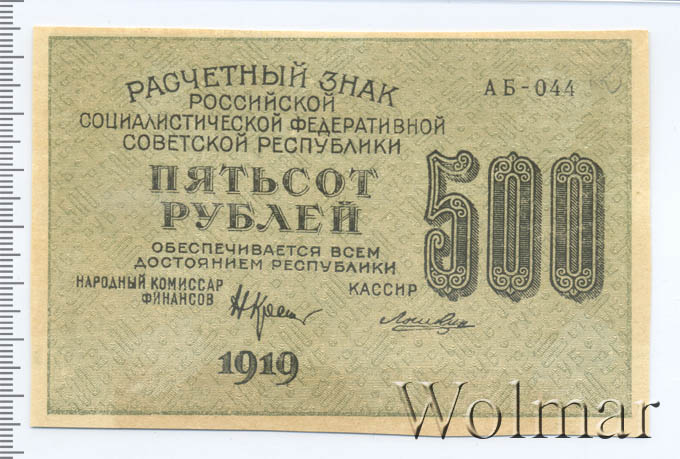 РАСЧЕТНЫЙ ЗНАК
АБ-044
РОССИЙСКОЙ
СОЦИАЛИСТИЧЕСКОЙ ФЕДЕРАТИВНОЙ
СОВЕТСКОЙ РЕСПУБЛИКИ
ПЯТЬСОТ
РУБЛЕЙ
500
ОБЕСПЕЧИВАЕТСЯ ВСЕМ
ДОСТОЯНИЕМ РЕСПУБЛИКИ
НАРОДНЫЙ КОМИССАР
ФИНАНСОВ
КАССИР
1919
Wolmar